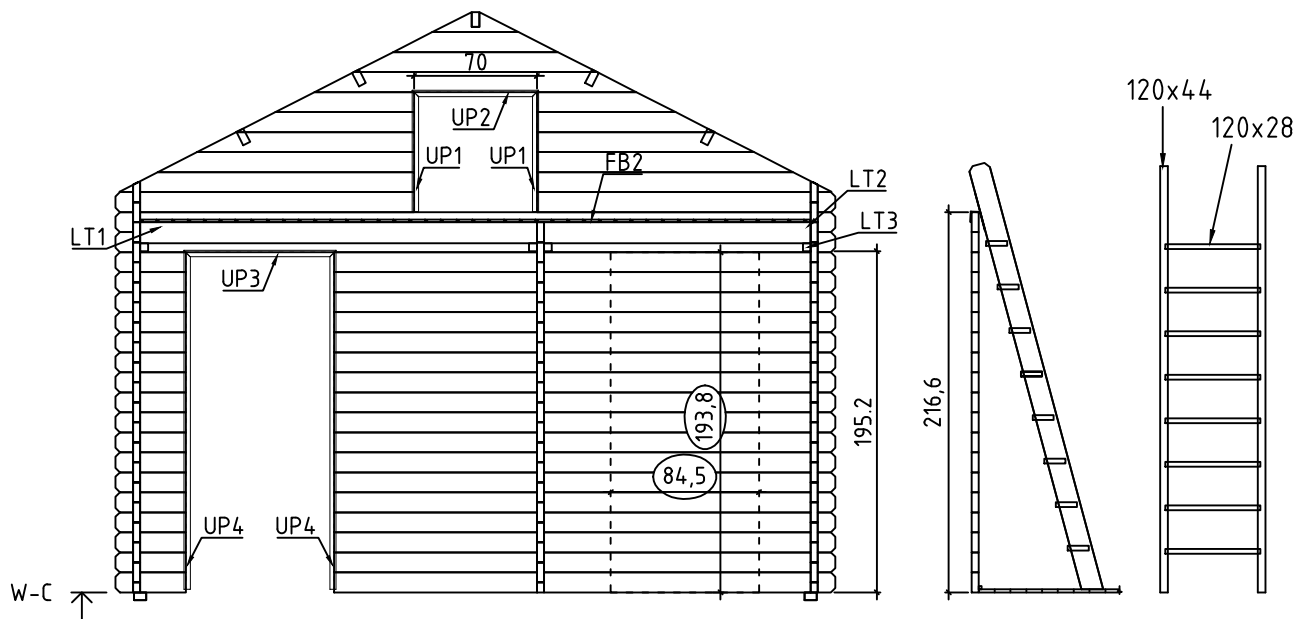 70
120x44
120x28
UP2
UP1
UP1
FB2
LT2
LT3
LT1
UP3
193,8
195.2
216,6
84,5
UP4
UP4
W-C